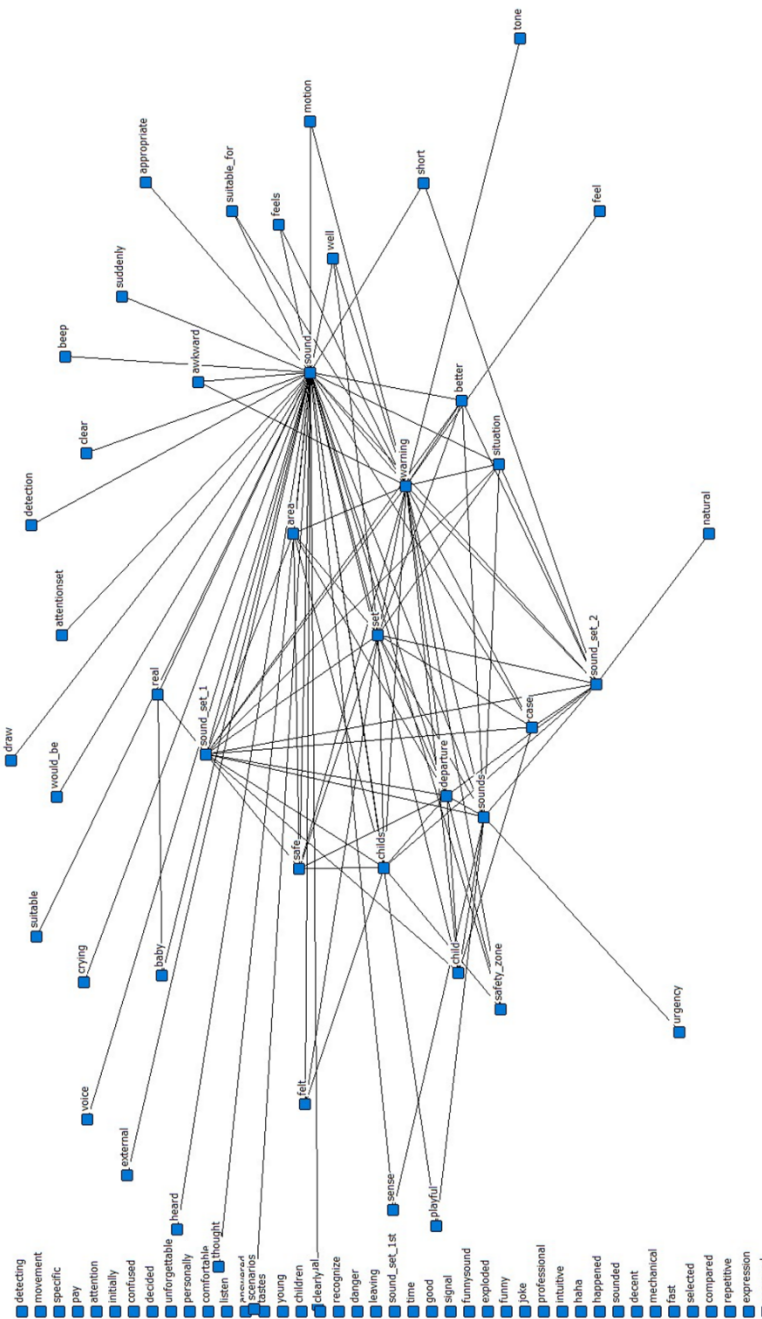 detecting
movement
specific
pay
attention
initially
confused
decided
unforgettable
personally
comfortable
listen
answered
scenarios
tastes
young
children
clearly
recognize
danger
leaving
sound_set_1st
time
good
signal
funnysound
exploded
funny
joke
professional
intuitive
haha
happened
sounded
decent
mechanical
fast
selected
compared
repetitive
expression
draw
detection
suitable
would_be
attentionset
beep
crying
clear
voice
suddenly
external
appropriate
real
baby
heard
awkward
sound_set_1
thought
suitable_for
feels
area
safe
felt
sound
motion
well
set
childs
sense
warning
short
playful
departure
child
better
sounds
situation
safety_zone
tone
case
sound_set_2
feel
urgency
natural